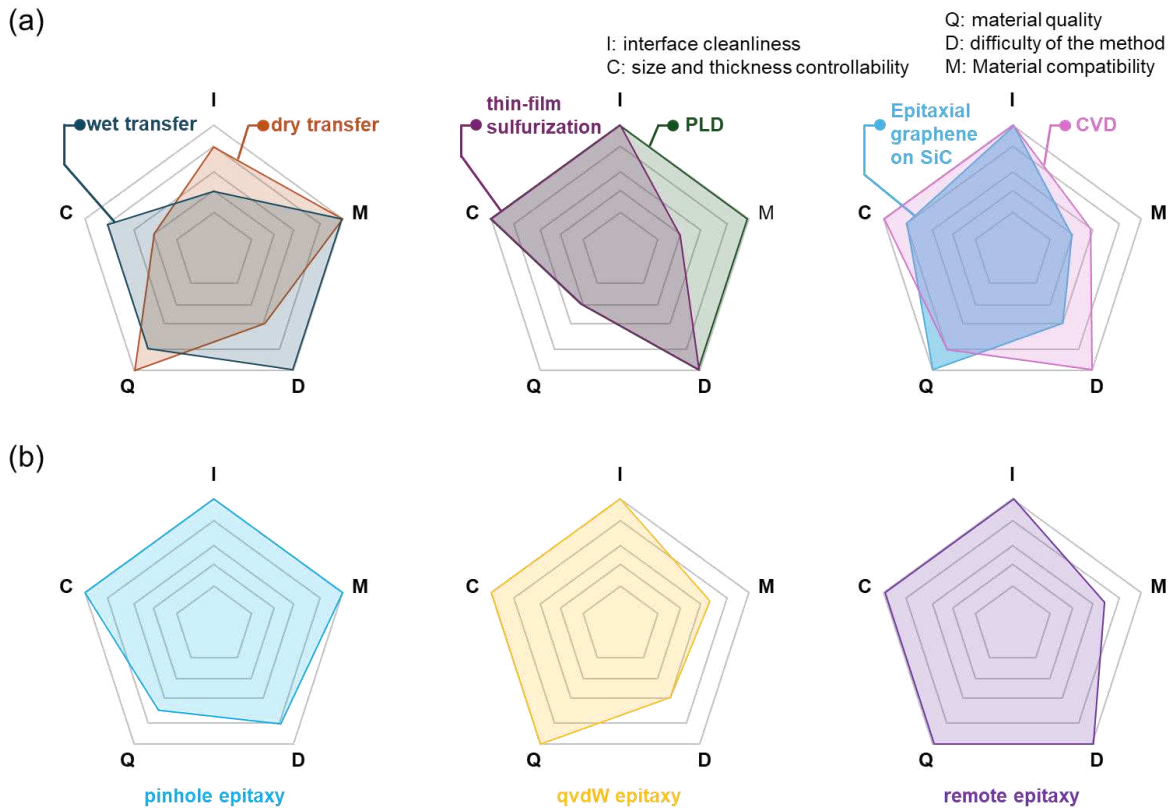 (a)
I: interface cleanliness
C: size and thickness controllability
Q: material quality
D: difficulty of the method
M: Material compatibility
I
wet transfer
dry transfer
C
M
Q
D
I
thin-film
sulfurization
PLD
C
M
Q
D
I
Epitaxial
graphene
on SiC
CVD
C
M
Q
D
(b)
I
C
M
Q
D
pinhole epitaxy
I
C
M
Q
D
qvdW epitaxy
I
C
M
Q
D
remote epitaxy